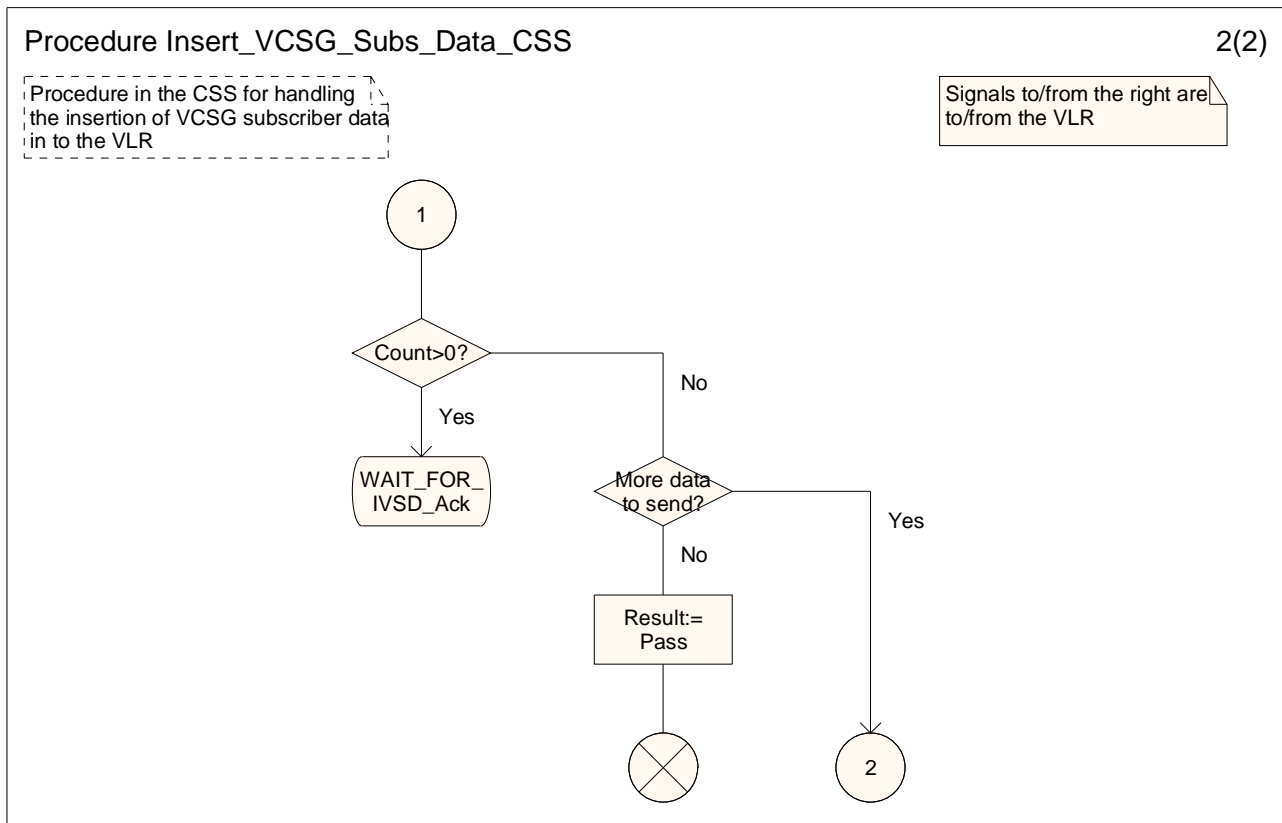 Procedure Insert_VCSG_Subs_Data_CSS
2(2)
Procedure in the CSS for handling
the insertion of VCSG subscriber data
in to the VLR
Signals to/from the right are
to/from the VLR
1
Count>0?
No
Yes
WAIT_FOR_
IVSD_Ack
More data
to send?
Yes
No
Result:=
Pass
2